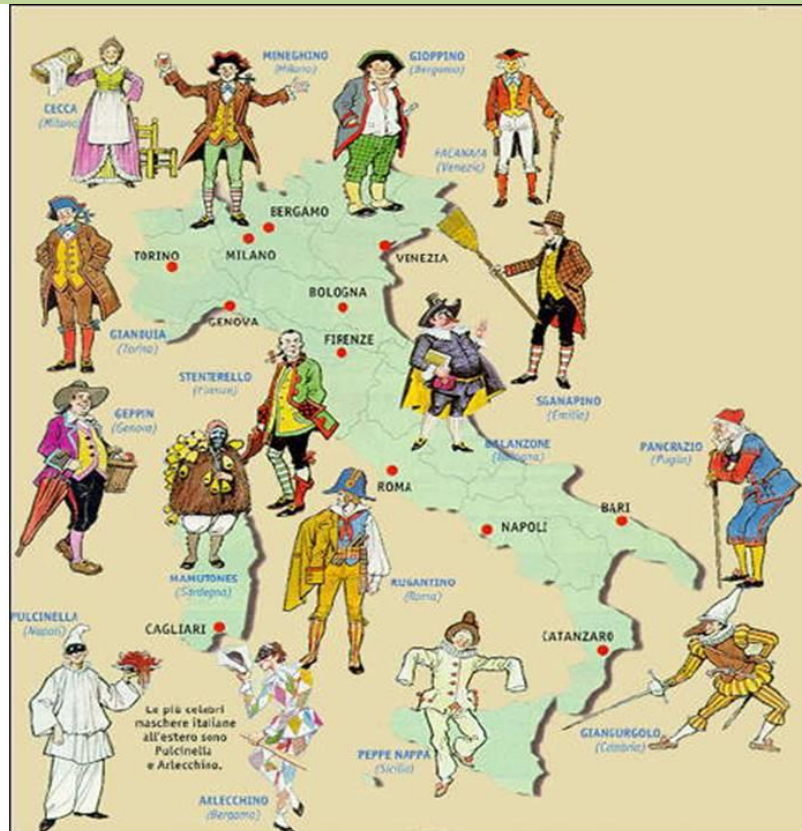 CECCA
(Milano)
MINEGHINO
(Milano)
GIOPPINO
(Bergamo)
FACANAPA
(Venezia)
BERGAMO
TORINO
MILANO
VENEZIA
BOLOGNA
GENOVA
FIRENZE
GIANDUIA
(Torino)
STENTERELLO
(Firenze)
SGANAPINO
(Emilia)
GEPPIN
(Genova)
BALANZONE
(Bologna)
PANCRAZIO
(Puglia)
ROMA
BARI
NAPOLI
MAMUTONES
(Sardegna)
RUGANTINO
(Roma)
PULCINELLA
(Napoli)
CAGLIARI
CATANZARO
Le più celebri
maschere italiane
all'estero sono
Pulcinella
e Arlecchino.
GIANGURGOLO
(Calabria)
PEPPE NAPPA
(Sicilia)
ARLECCHINO
(Bergamo)